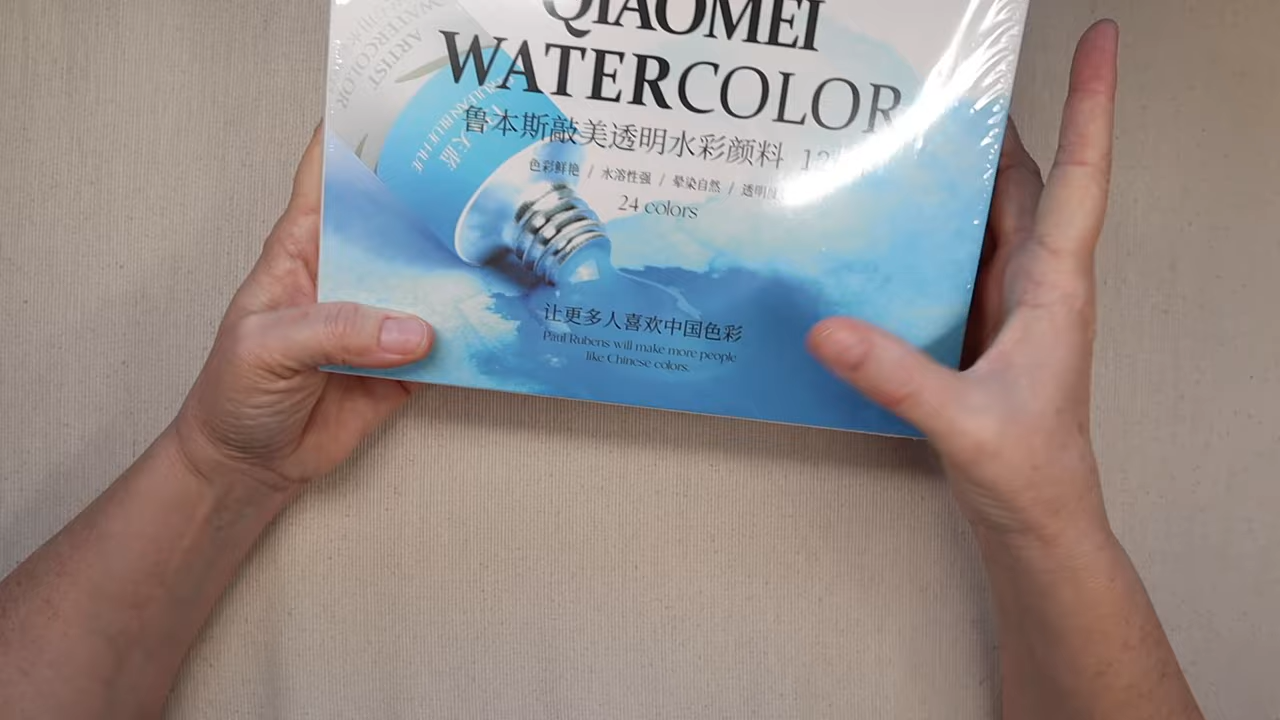 QIAOMEI
WATERCOLOR
鲁本斯敲美透明水彩颜料
色彩鲜艳 / 水溶性强 / 晕染自然 / 透明
24 colors
ARTIST
WATERCOLOR
让更多人喜欢中国色彩
Paul Rubens will make more people
like Chinese colors.